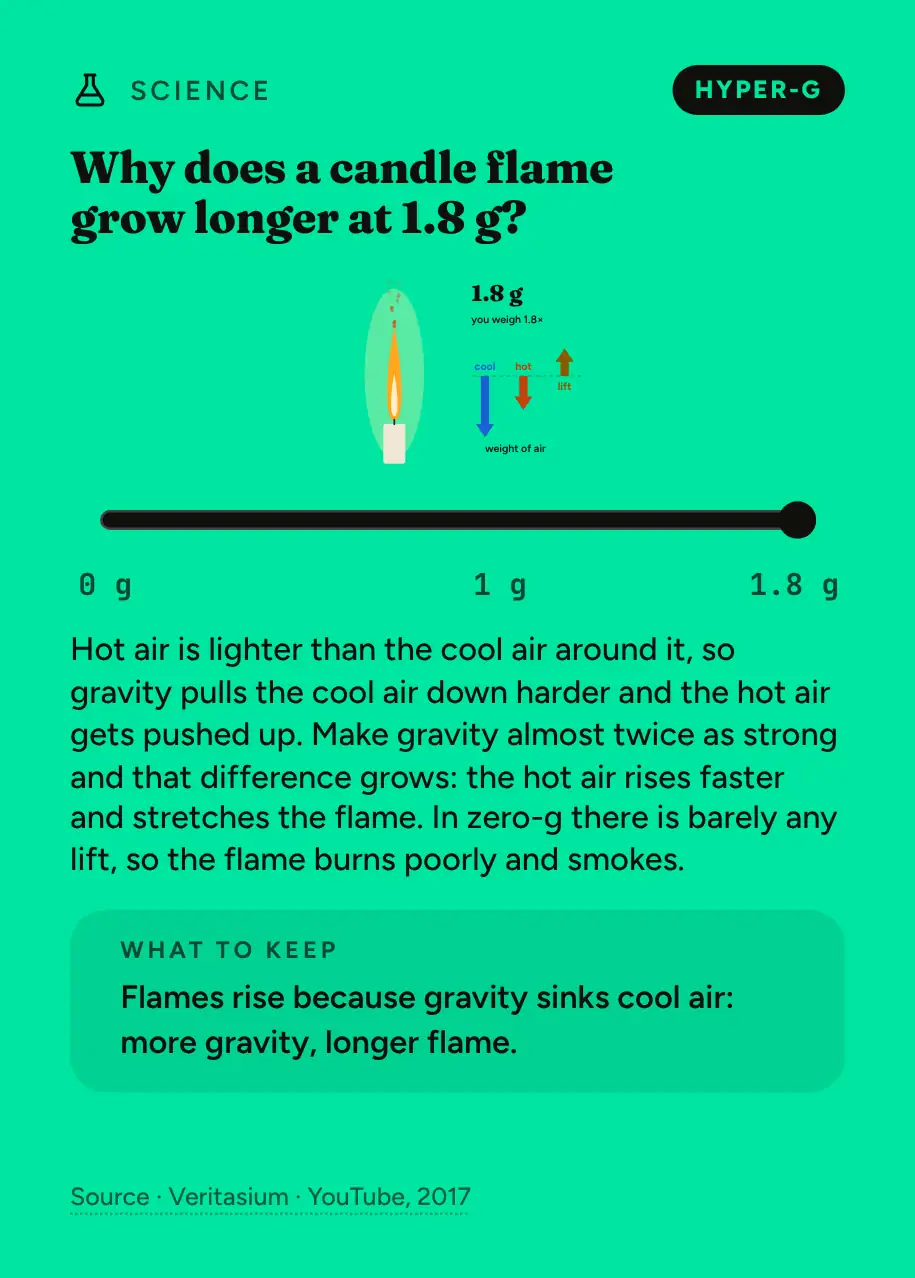 SCIENCE
HYPER-G
Why does a candle flame
grow longer at 1.8 g?
1.8 g
you weigh 1.8×
cool
hot
lift
weight of air
0 g
1 g
1.8 g
Hot air is lighter than the cool air around it, so
gravity pulls the cool air down harder and the hot air
gets pushed up. Make gravity almost twice as strong
and that difference grows: the hot air rises faster
and stretches the flame. In zero-g there is barely any
lift, so the flame burns poorly and smokes.
WHAT TO KEEP
Flames rise because gravity sinks cool air:
more gravity, longer flame.
Source · Veritasium · YouTube, 2017